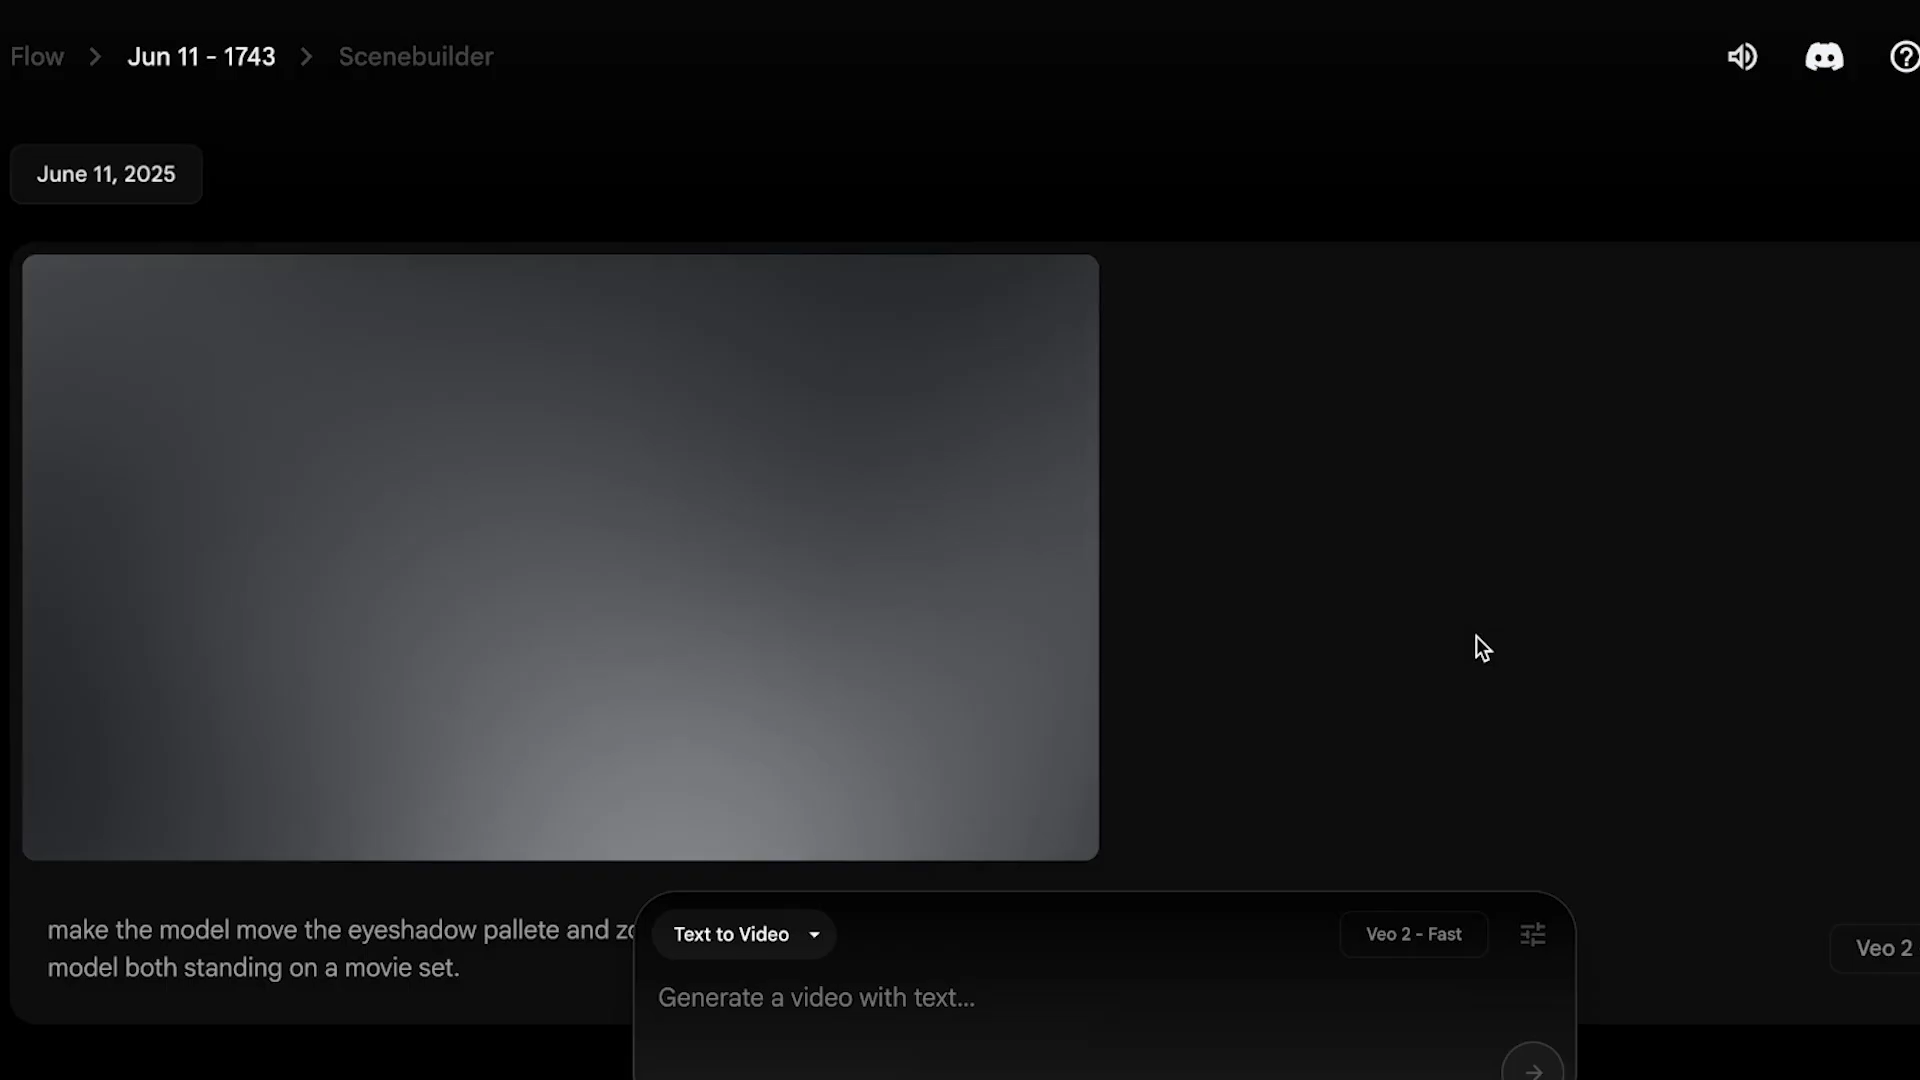 Flow > Jun 11 - 1743 > Scenebuilder
June 11, 2025
make the model move the eyeshadow pallete and
model both standing on a movie set.
Text to Video
Veo 2 - Fast
Generate a video with text...
Veo 2